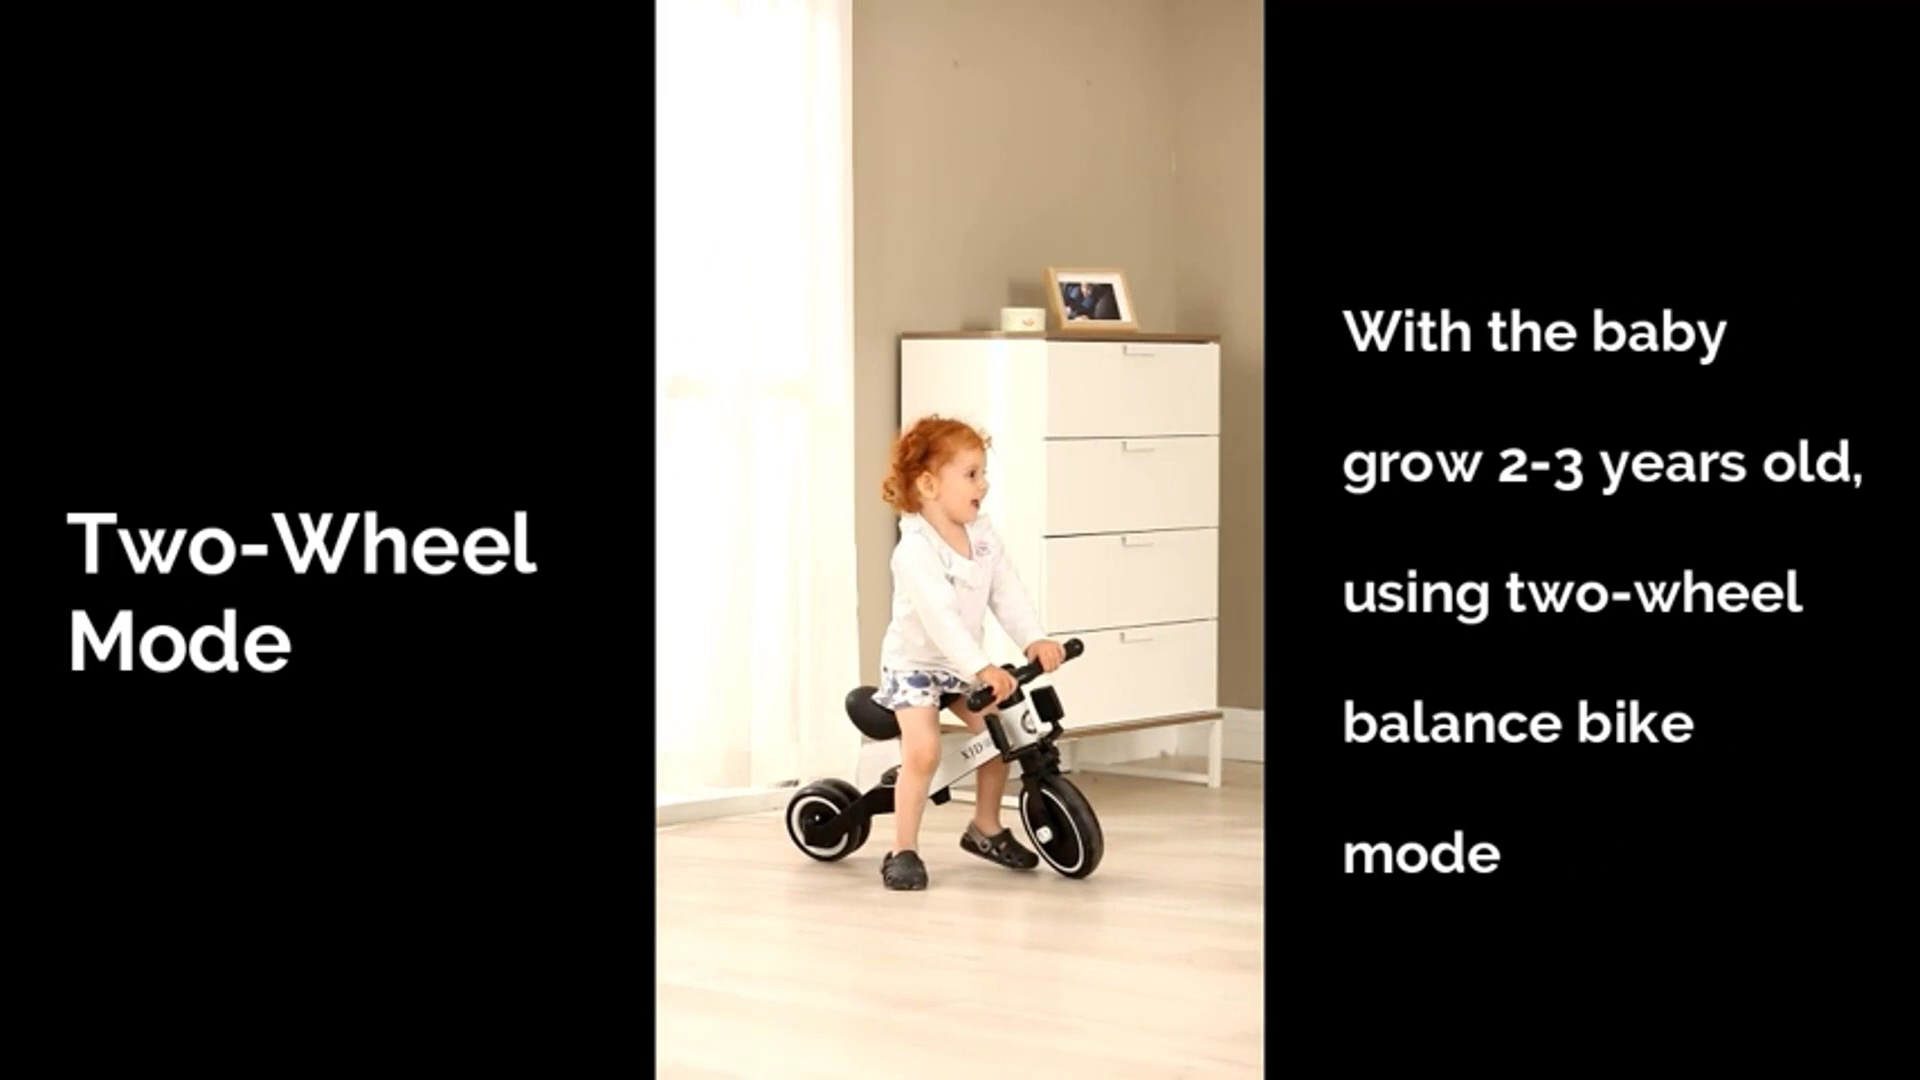 Two-Wheel
Mode
With the baby
grow 2-3 years old,
using two-wheel
balance bike
mode